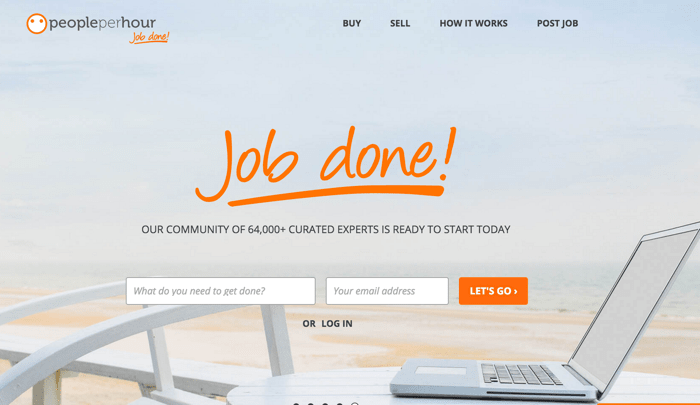 peopleperhour
Job done!
BUY SELL HOW IT WORKS POST JOB
Job done!
OUR COMMUNITY OF 64,000+ CURATED EXPERTS IS READY TO START TODAY
What do you need to get done? Your email address LET'S GO ›
OR LOG IN